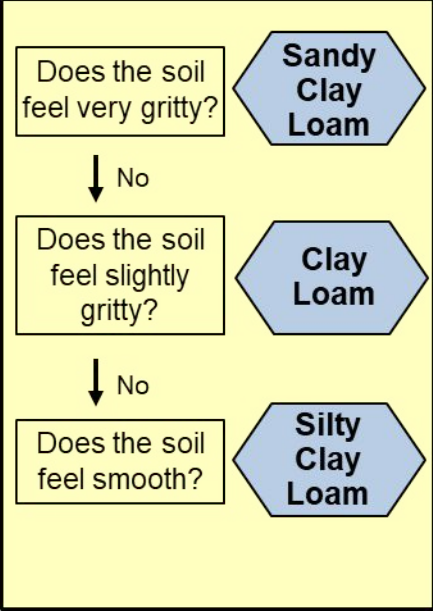 Does the soil
feel very gritty?
Sandy
Clay
Loam
No
Does the soil
feel slightly
gritty?
Clay
Loam
No
Does the soil
feel smooth?
Silty
Clay
Loam